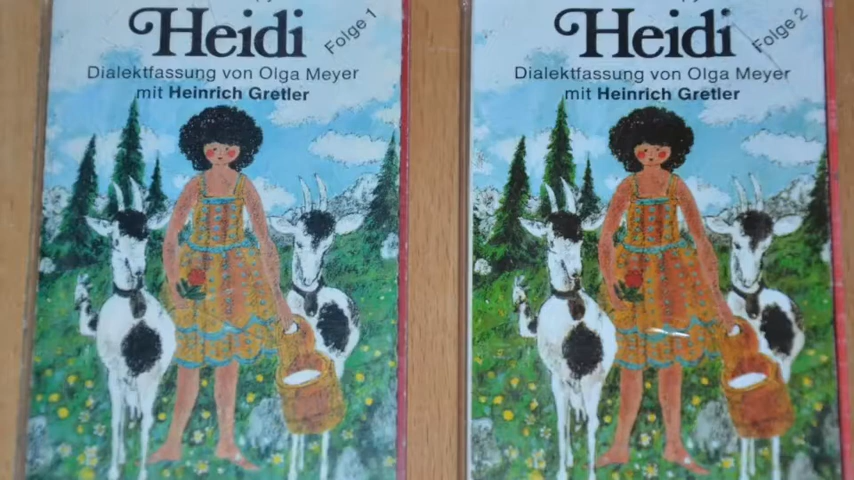 Heidi
Folge 1
Dialektfassung von Olga Meyer
mit Heinrich Gretler
Heidi
Folge 2
Dialektfassung von Olga Meyer
mit Heinrich Gretler